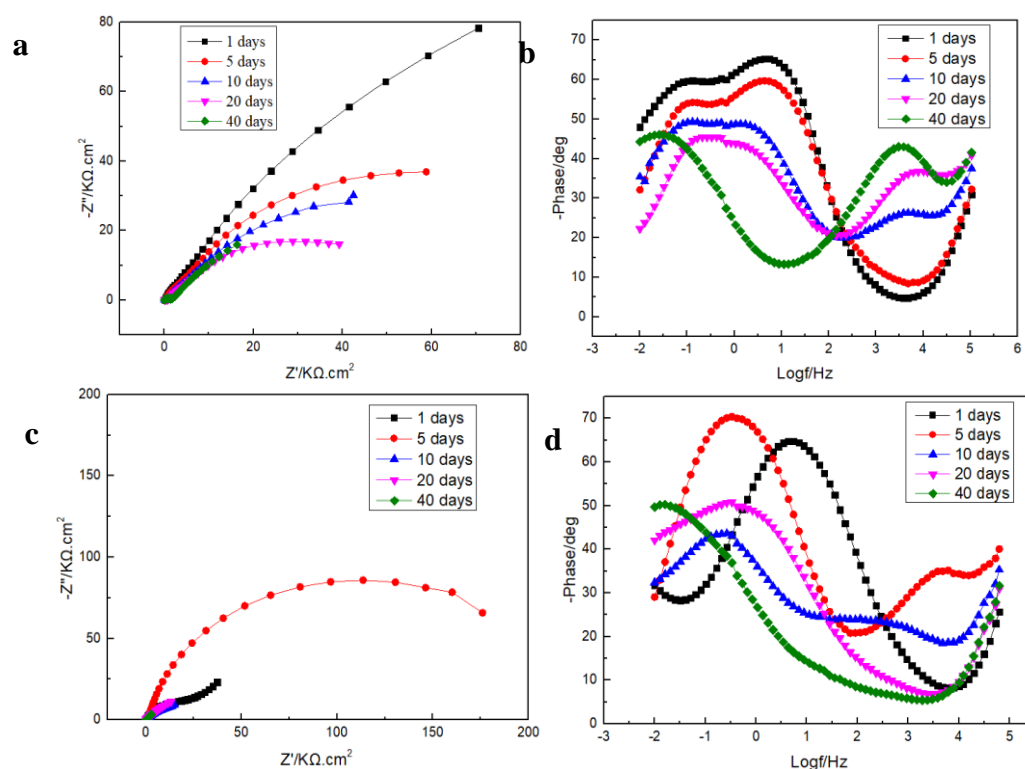 a
-Z''/KΩ.cm²
80
60
40
20
0
0
20
40
60
80
Z'/KΩ.cm²
1 days
5 days
10 days
20 days
40 days
b
-Phase/deg
70
60
50
40
30
20
10
0
-3
-2
-1
0
1
2
3
4
5
6
Logf/Hz
1 days
5 days
10 days
20 days
40 days
c
-Z''/KΩ.cm²
200
150
100
50
0
0
50
100
150
200
Z'/KΩ.cm²
1 days
5 days
10 days
20 days
40 days
d
-Phase/deg
70
60
50
40
30
20
10
0
-3
-2
-1
0
1
2
3
4
5
Logf/Hz
1 days
5 days
10 days
20 days
40 days